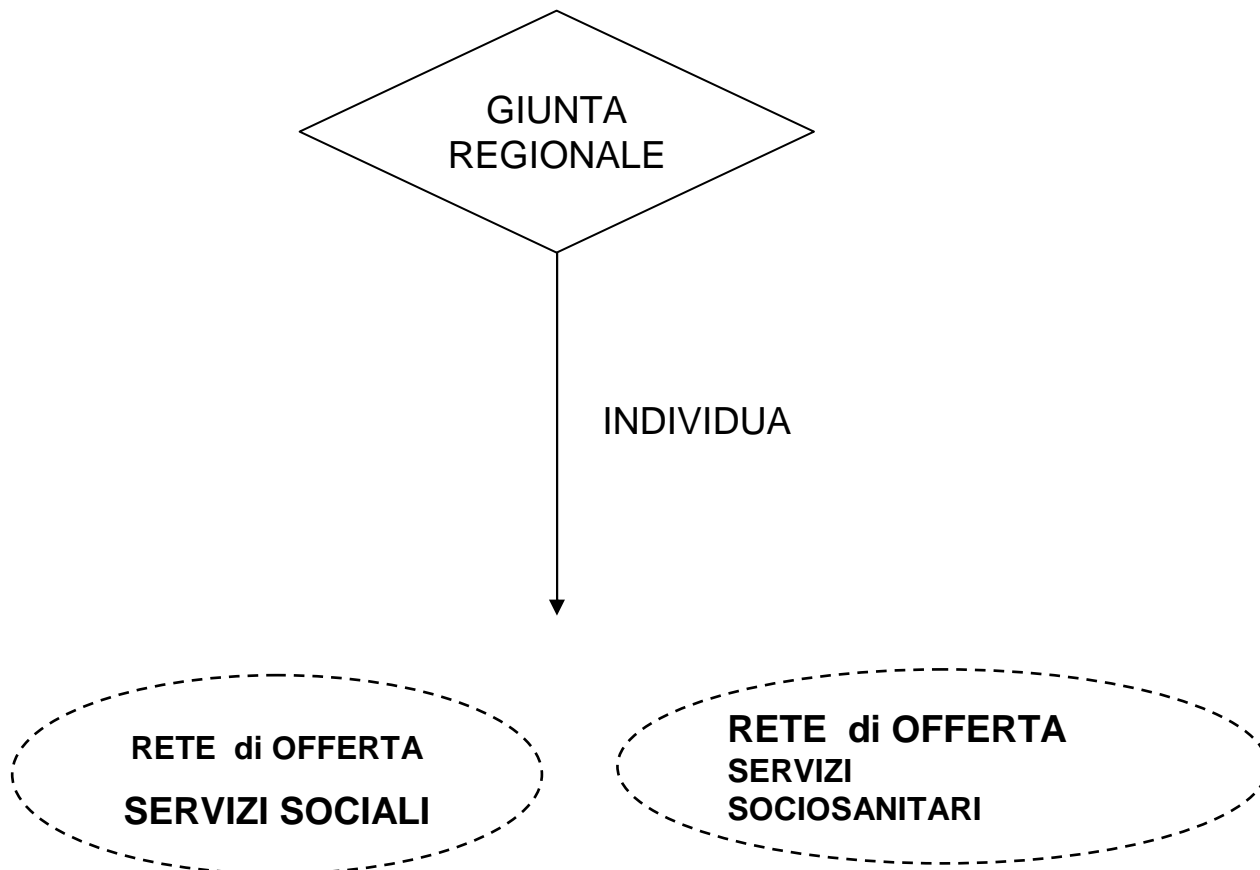 GIUNTA
REGIONALE
INDIVIDUA
RETE di OFFERTA
SERVIZI SOCIALI
RETE di OFFERTA
SERVIZI
SOCIOSANITARI